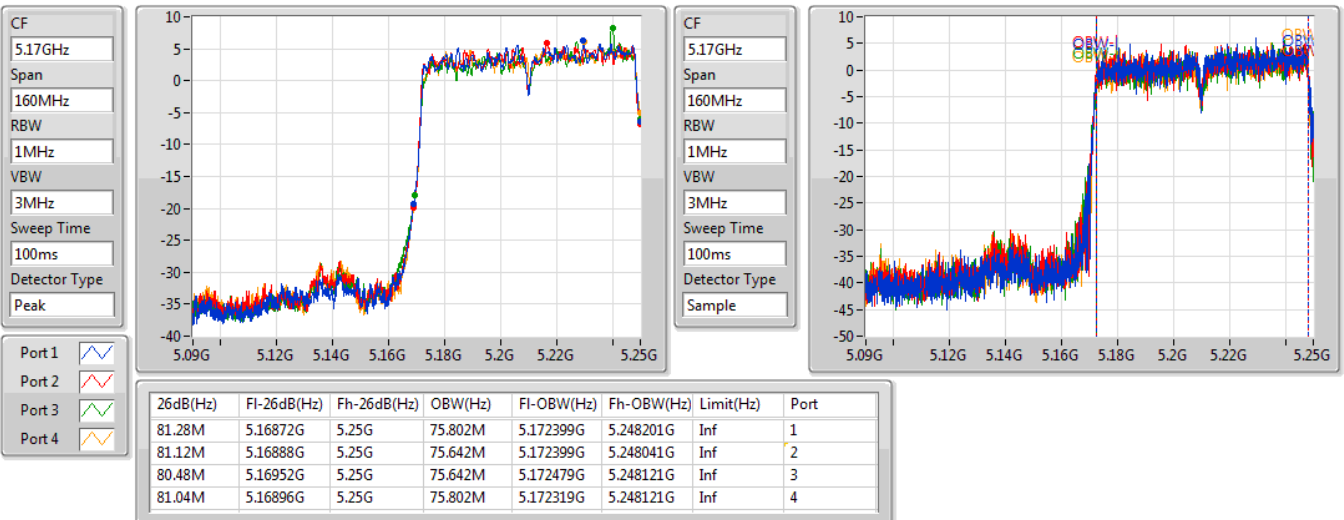 CF
5.17GHz
Span
160MHz
RBW
1MHz
VBW
3MHz
Sweep Time
100ms
Detector Type
Peak
10
5
0
-5
-10
-15
-20
-25
-30
-35
-40
5.09G 5.12G 5.14G 5.16G 5.18G 5.2G 5.22G 5.25G
CF
5.17GHz
Span
160MHz
RBW
1MHz
VBW
3MHz
Sweep Time
100ms
Detector Type
Sample
10
5
0
-5
-10
-15
-20
-25
-30
-35
-40
-45
-50
5.09G 5.12G 5.14G 5.16G 5.18G 5.2G 5.22G 5.25G
Port 1
Port 2
Port 3
Port 4
26dB(Hz) Fl-26dB(Hz) Fh-26dB(Hz) OBW(Hz) Fl-OBW(Hz) Fh-OBW(Hz) Limit(Hz) Port
81.28M 5.16872G 5.25G 75.802M 5.172399G 5.248201G Inf 1
81.12M 5.16888G 5.25G 75.642M 5.172399G 5.248041G Inf 2
80.48M 5.16952G 5.25G 75.642M 5.172479G 5.248121G Inf 3
81.04M 5.16896G 5.25G 75.802M 5.172319G 5.248121G Inf 4